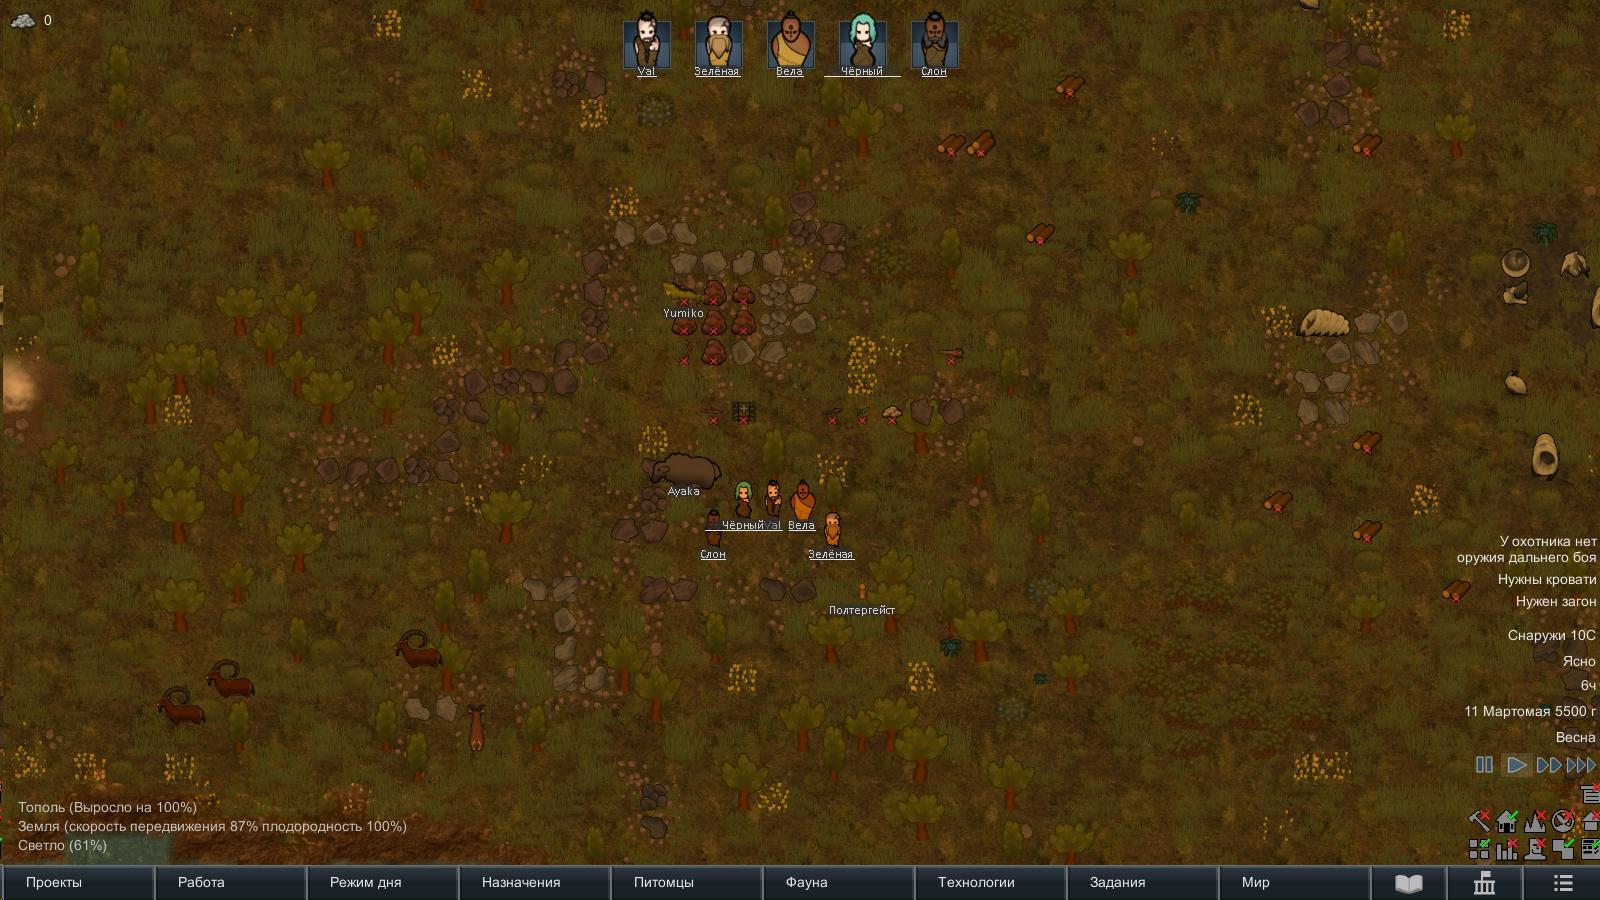 0
Val
Зелёная
Вела
Чёрный
Слон
Yumiko
Ayaka
Чёрный
Val
Вела
Слон
Зелёная
Полтергейст
У охотника нет
оружия дальнего боя
Нужны кровати
Нужен загон
Снаружи 10C
Ясно
6ч
11 Мартомая 5500 г
Весна
Тополь (Выросло на 100%)
Земля (скорость передвижения 87% плодородность 100%)
Светло (61%)
Проекты
Работа
Режим дня
Назначения
Питомцы
Фауна
Технологии
Задания
Мир